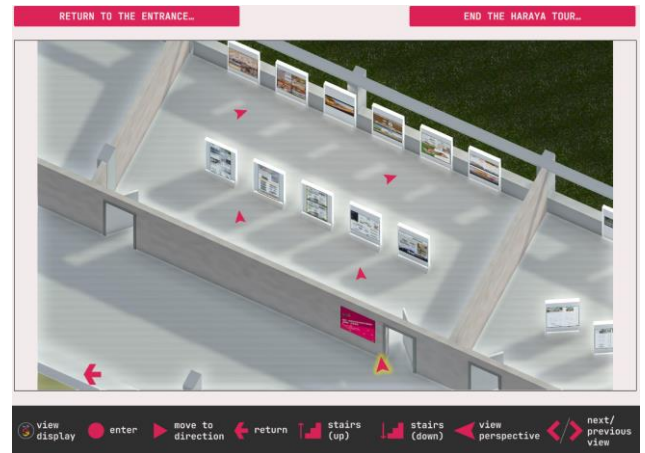 RETURN TO THE ENTRANCE…
END THE HARAYA TOUR…
view
display
enter
move to
direction
return
stairs
(up)
stairs
(down)
view
perspective
next/
previous
view